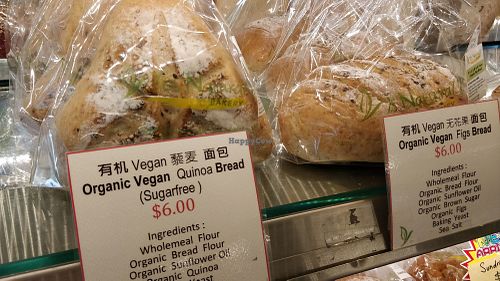 有机 Vegan 藜麦 面包
Organic Vegan Quinoa Bread
(Sugarfree )
$6.00
Ingredients :
Wholemeal Flour
Organic Bread Flour
Organic Sunflower Oil
Organic Quinoa
Yeast
有机 Vegan 无花果 面包
Organic Vegan Figs Bread
$6.00
Ingredients :
Wholemeal Flour
Organic Bread Flour
Organic Sunflower Oil
Organic Brown Sugar
Organic Figs
Baking Yeast
Sea Salt
BAKERY
HappyCow